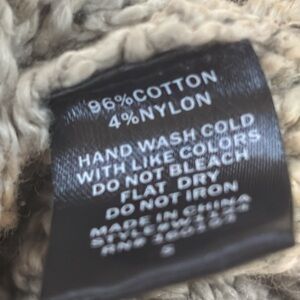 96% COTTON
4% NYLON
HAND WASH COLD
WITH LIKE COLORS
DO NOT BLEACH
FLAT DRY
DO NOT IRON
MADE IN CHINA
S